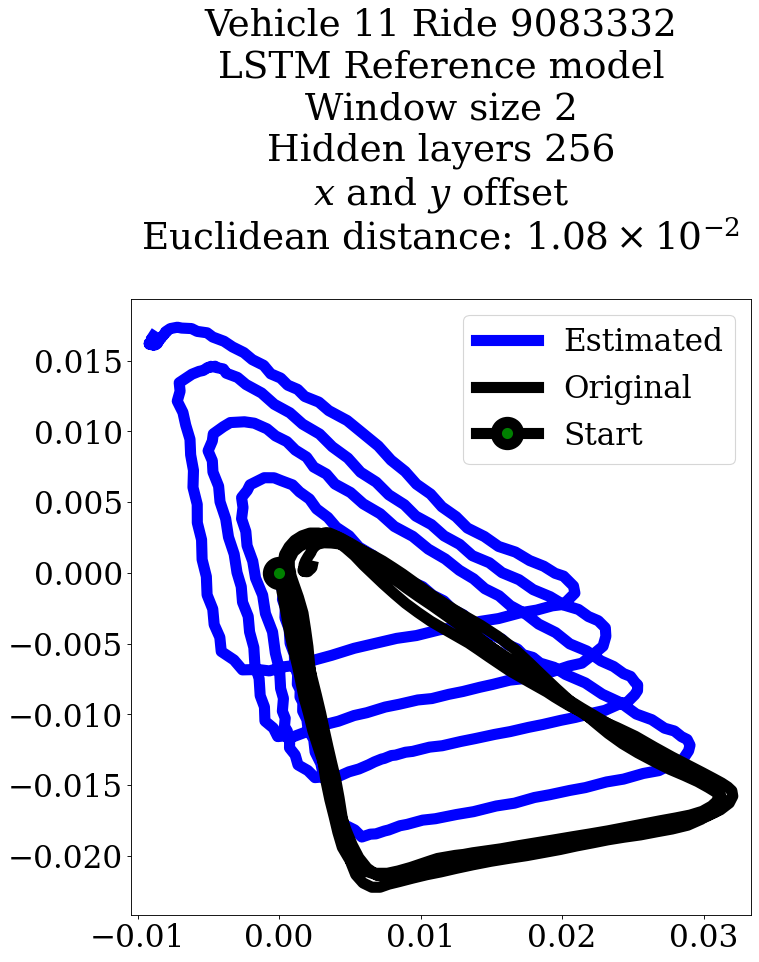 Vehicle 11 Ride 9083332
LSTM Reference model
Window size 2
Hidden layers 256
x and y offset
Euclidean distance: 1.08 × 10⁻²
Estimated
Original
Start
0.015
0.010
0.005
0.000
−0.005
−0.010
−0.015
−0.020
−0.01 0.00 0.01 0.02 0.03